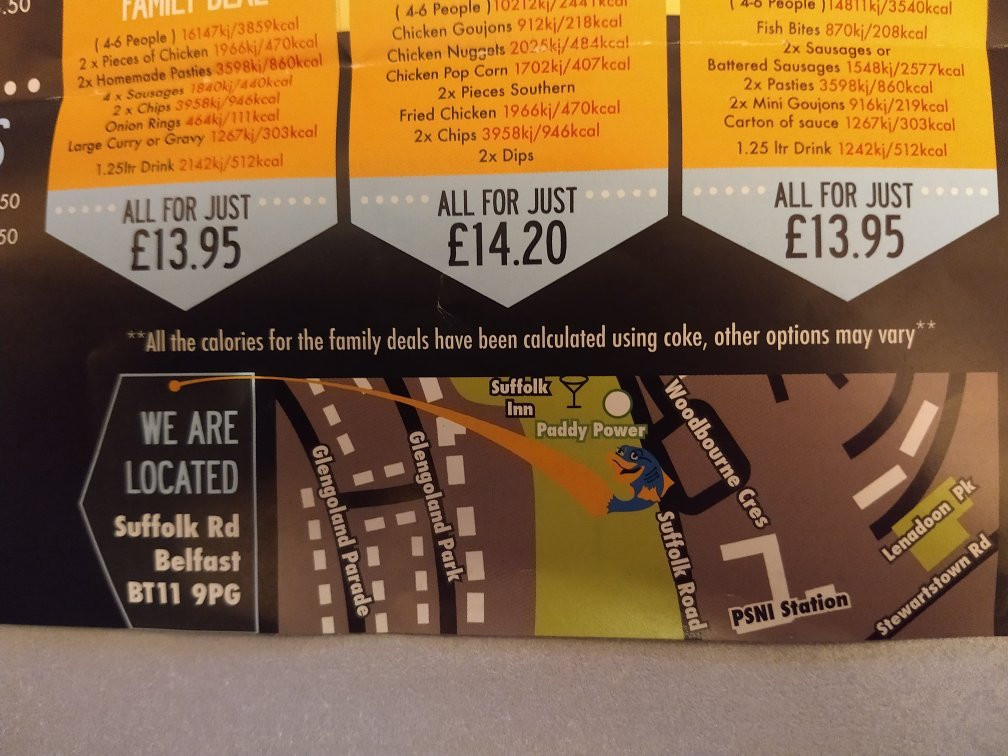 .50
50
50
FAMILY DEAL
( 4-6 People ) 16147kj/3859kcal
2 x Pieces of Chicken 1966kj/470kcal
2x Homemade Pasties 3598kj/860kcal
4 x Sausages 1840kj/440kcal
2 x Chips 3958kj/946kcal
Onion Rings 464kj/111kcal
Large Curry or Gravy 1267kj/303kcal
1.25ltr Drink 2142kj/512kcal
ALL FOR JUST
£13.95
( 4-6 People )10212kj/2441kcal
Chicken Goujons 912kj/218kcal
Chicken Nuggets 2025kj/484kcal
Chicken Pop Corn 1702kj/407kcal
2x Pieces Southern
Fried Chicken 1966kj/470kcal
2x Chips 3958kj/946kcal
2x Dips
ALL FOR JUST
£14.20
( 4-6 People )14811kj/3540kcal
Fish Bites 870kj/208kcal
2x Sausages or
Battered Sausages 1548kj/2577kcal
2x Pasties 3598kj/860kcal
2x Mini Goujons 916kj/219kcal
Carton of sauce 1267kj/303kcal
1.25 ltr Drink 1242kj/512kcal
ALL FOR JUST
£13.95
**All the calories for the family deals have been calculated using coke, other options may vary**
WE ARE
LOCATED
Suffolk Rd
Belfast
BT11 9PG
Glengoland Parade
Glengoland Park
Suffolk
Inn
Paddy Power
Woodbourne Cres
Suffolk Road
PSNI Station
Lenadoon Pk
Stewartstown Rd